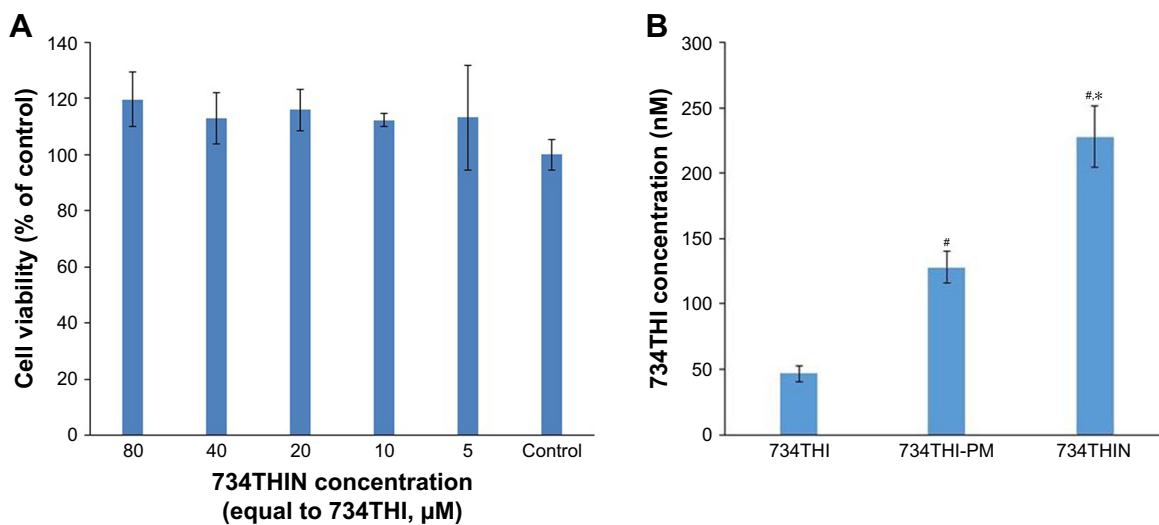 A
140
120
100
80
60
40
20
0
Cell viability (% of control)
80 40 20 10 5 Control
734THIN concentration
(equal to 734THI, µM)
B
300
250
200
150
100
50
0
734THI concentration (nM)
#
#,*
734THI 734THI-PM 734THIN